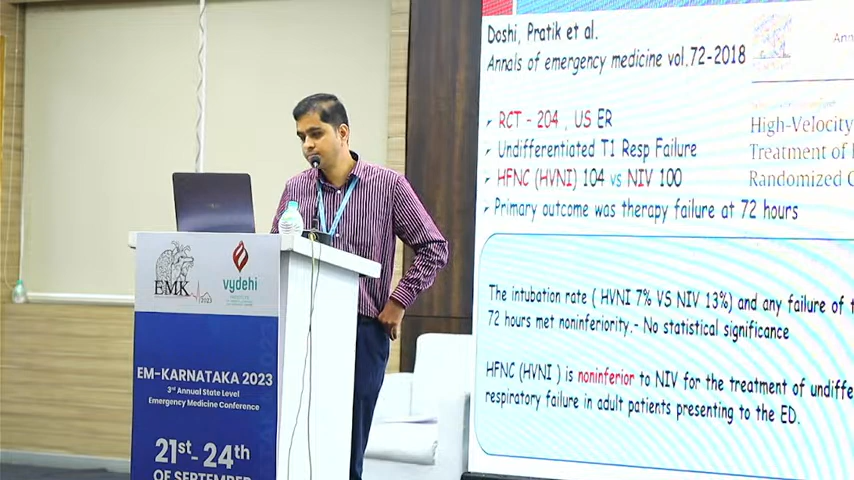 Doshi, Pratik et al.
Annals of emergency medicine vol.72-2018
RCT - 204 , US ER
Undifferentiated T1 Resp Failure
HFNC (HVNI) 104 vs NIV 100
Primary outcome was therapy failure at 72 hours
Ann
High-Velocity
Treatment of
Randomized
The intubation rate ( HVNI 7% VS NIV 13%) and any failure of
72 hours met noninferiority.- No statistical significance
HFNC (HVNI ) is noninferior to NIV for the treatment of undiffe
respiratory failure in adult patients presenting to the ED.
EMK
2023
vydehi
EM-KARNATAKA 2023
3rd Annual State Level
Emergency Medicine Conference
21st - 24th
OF SEPTEMBER